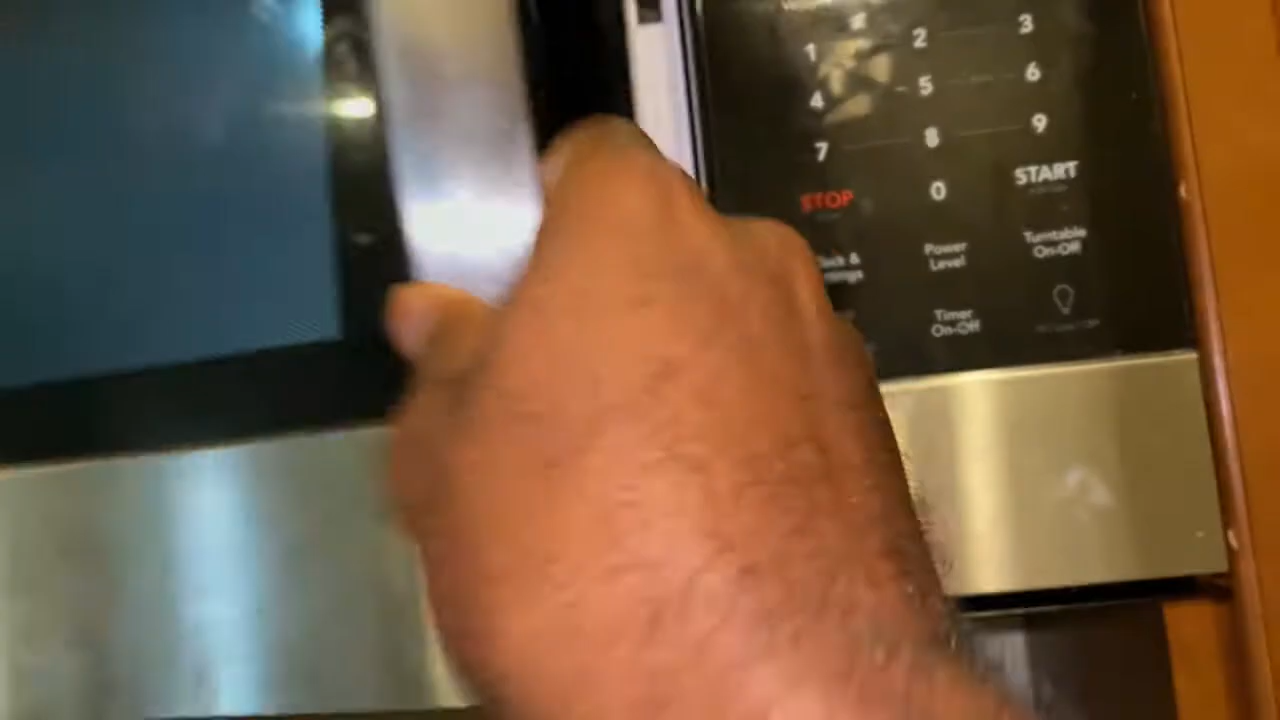 1 2 3
4 5 6
7 8 9
STOP 0 START
Power
Level
Turntable
On-Off
Timer
On-Off